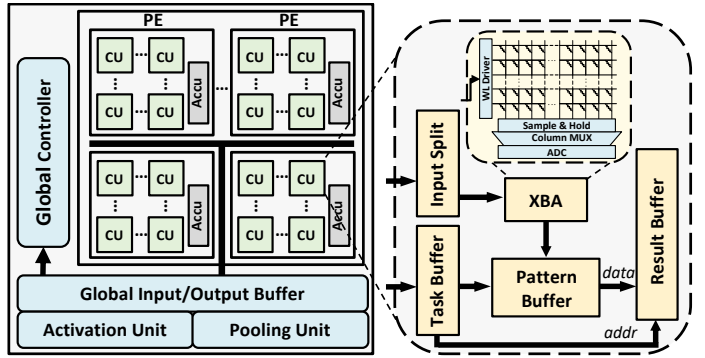 PE
PE
CU
CU
CU
CU
Accu
CU
CU
CU
CU
Accu
CU
CU
CU
CU
Accu
CU
CU
CU
CU
Accu
Global Controller
Global Input/Output Buffer
Activation Unit
Pooling Unit
WL Driver
Sample & Hold
Column MUX
ADC
Input Split
XBA
Task Buffer
Pattern
Buffer
data
addr
Result Buffer